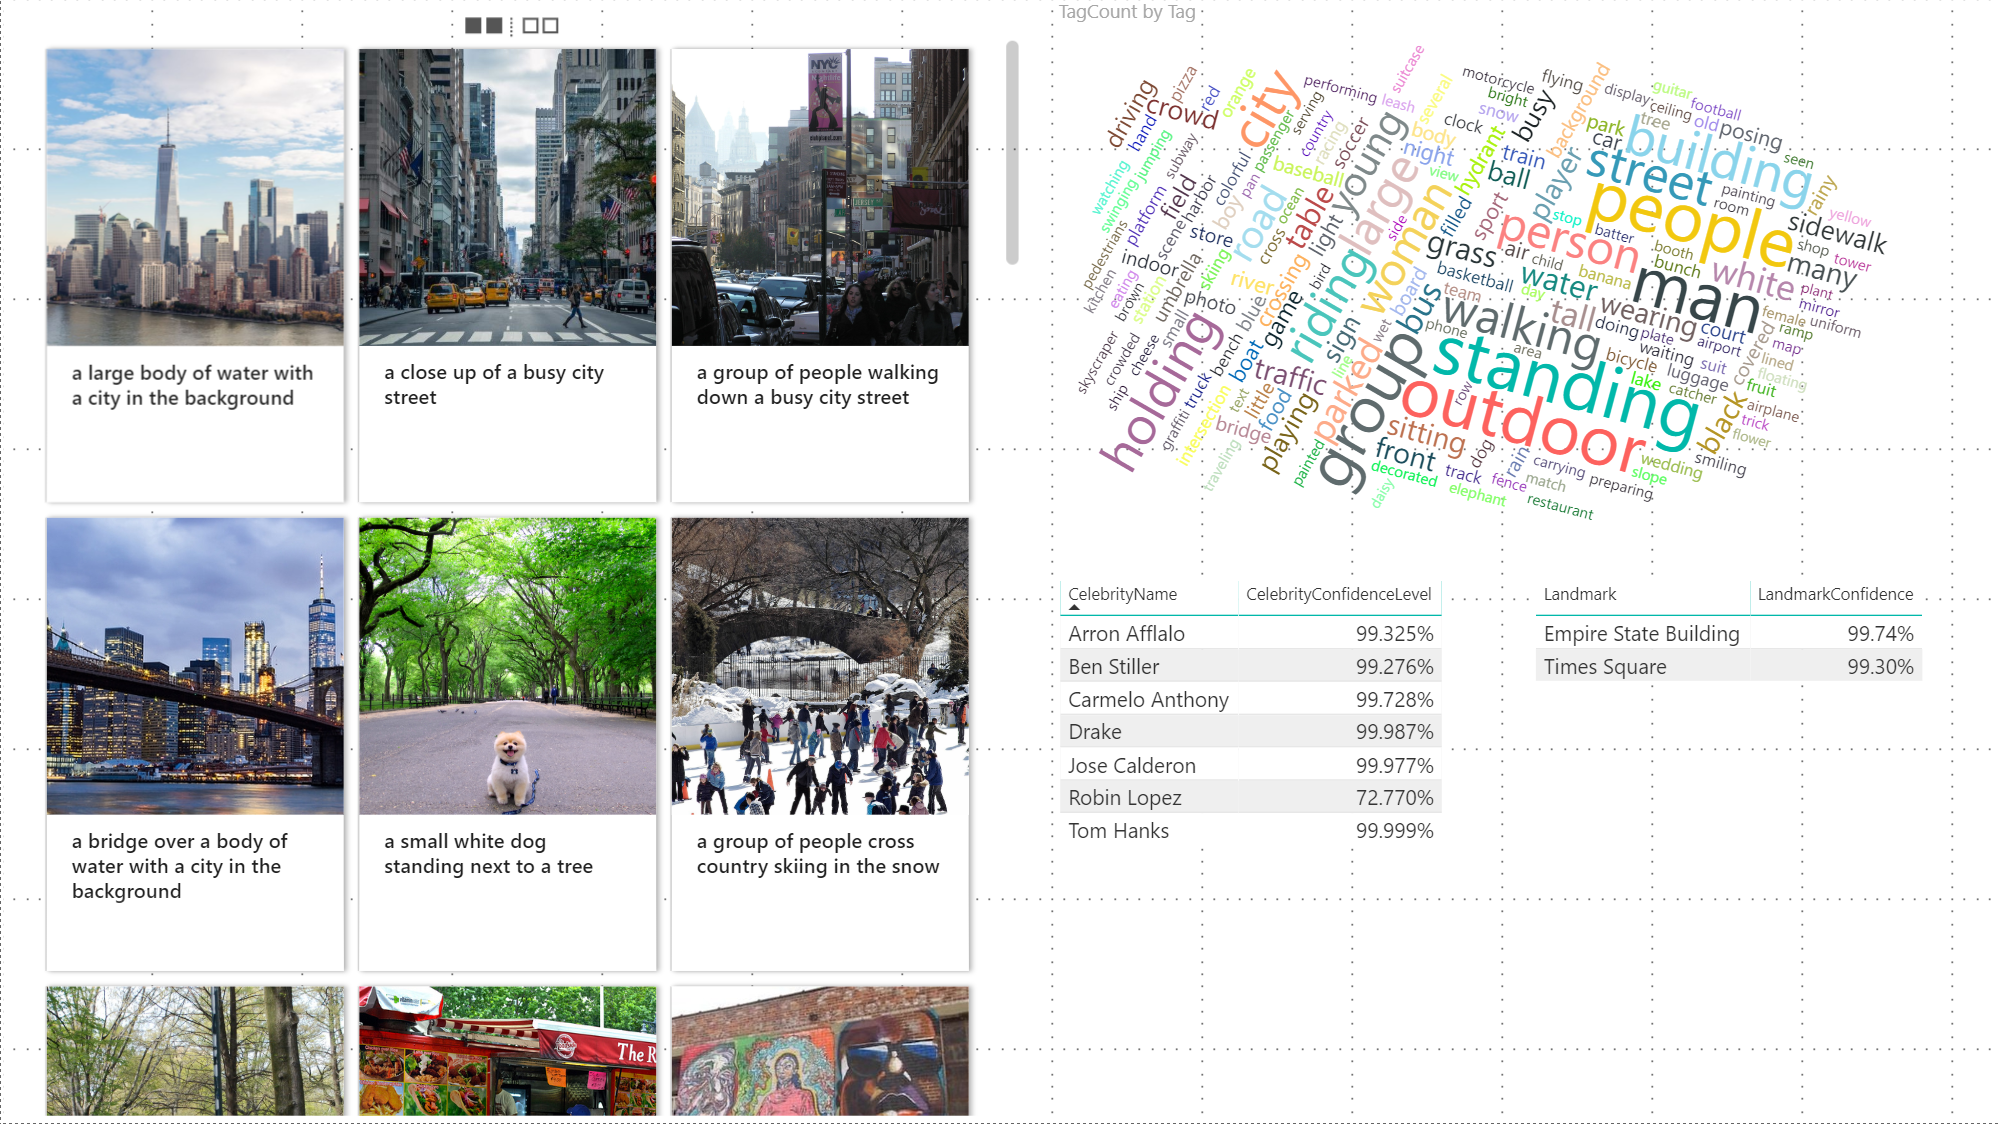 TagCount by Tag
NYC
a large body of water with
a city in the background
a close up of a busy city
street
a group of people walking
down a busy city street
a bridge over a body of
water with a city in the
background
a small white dog
standing next to a tree
a group of people cross
country skiing in the snow
The R
driving
crowd
pizza
hand
red
orange
city
performing
suitcase
leash
several
motorcycle
bright
flying
busy
background
display
ceiling
guitar
football
tree
old
posing
seen
park
car
building
street
people
player
train
ball
snow
clock
body
night
view
hydrant
young
soccer
racing
country
serving
passenger
baseball
colorful
subway
jumping
swinging
watching
platform
field
harbor
scene
pan
boy
ocean
road
cross
table
light
large
side
woman
filled
sport
stop
batter
person
painting
room
rainy
yellow
sidewalk
shop
tower
many
booth
bunch
white
plant
mirror
man
banana
child
air
water
grass
basketball
day
team
board
bus
riding
bird
crossing
river
store
skiing
indoor
umbrella
station
pedestrians
kitchen
eating
brown
photo
small
blue
game
bench
holding
cheese
crowded
skyscraper
ship
truck
graffiti
intersection
traveling
bridge
text
little
food
boat
traffic
playing
painted
sign
line
parked
wet
group
phone
walking
area
row
tall
wearing
doing
plate
court
airport
female
uniform
ramp
map
covered
lined
floating
fruit
suit
waiting
luggage
bicycle
lake
catcher
standing
outdoor
black
airplane
trick
flower
smiling
wedding
slope
sitting
front
decorated
dog
track
rain
fence
carrying
match
preparing
elephant
daisy
restaurant
CelebrityName CelebrityConfidenceLevel
Arron Afflalo 99.325%
Ben Stiller 99.276%
Carmelo Anthony 99.728%
Drake 99.987%
Jose Calderon 99.977%
Robin Lopez 72.770%
Tom Hanks 99.999%
Landmark LandmarkConfidence
Empire State Building 99.74%
Times Square 99.30%